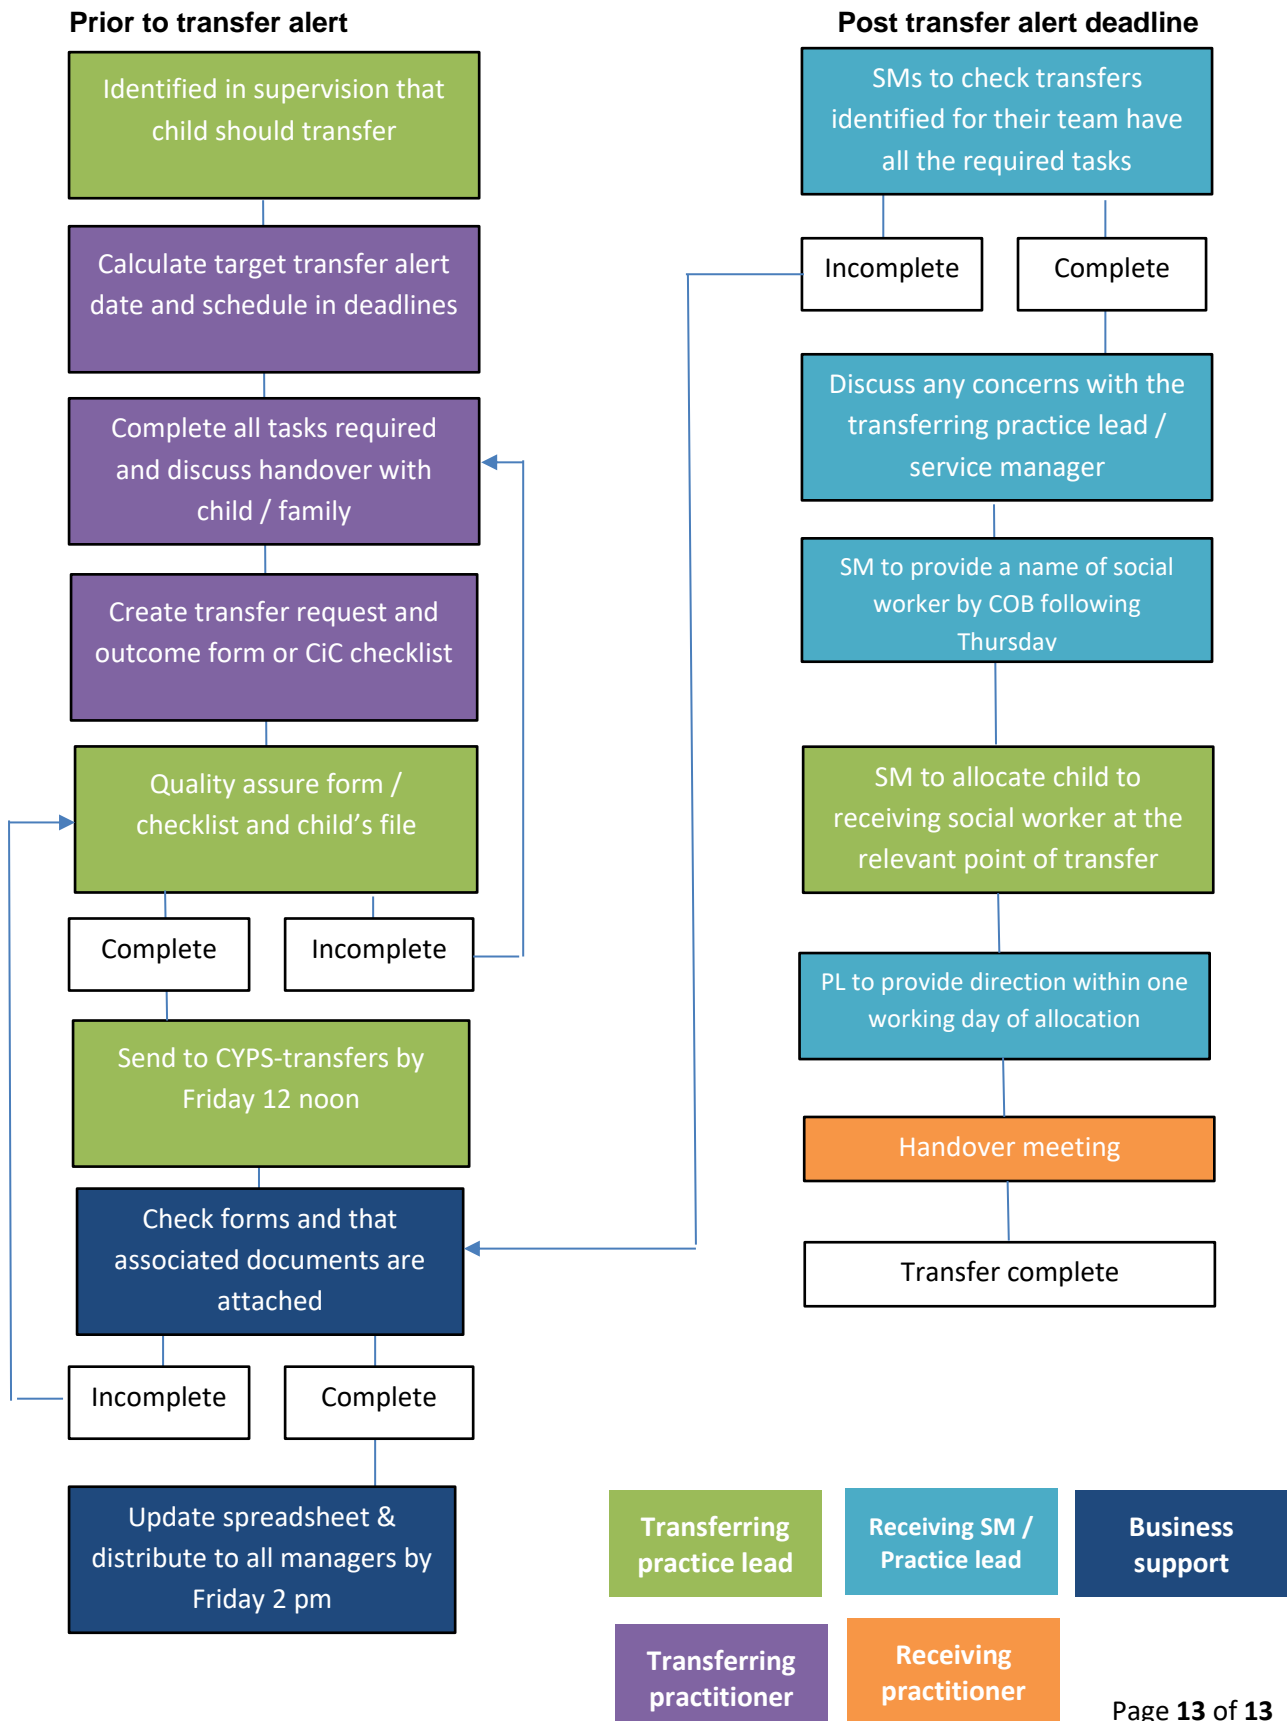 Prior to transfer alert
Identified in supervision that
child should transfer
Calculate target transfer alert
date and schedule in deadlines
Complete all tasks required
and discuss handover with
child / family
Create transfer request and
outcome form or CiC checklist
Quality assure form /
checklist and child’s file
Complete
Incomplete
Send to CYPS-transfers by
Friday 12 noon
Check forms and that
associated documents are
attached
Incomplete
Complete
Update spreadsheet &
distribute to all managers by
Friday 2 pm
Post transfer alert deadline
SMs to check transfers
identified for their team have
all the required tasks
Incomplete
Complete
Discuss any concerns with the
transferring practice lead /
service manager
SM to provide a name of social
worker by COB following
Thursday
SM to allocate child to
receiving social worker at the
relevant point of transfer
PL to provide direction within one
working day of allocation
Handover meeting
Transfer complete
Transferring
practice lead
Receiving SM /
Practice lead
Business
support
Transferring
practitioner
Receiving
practitioner
Page 13 of 13